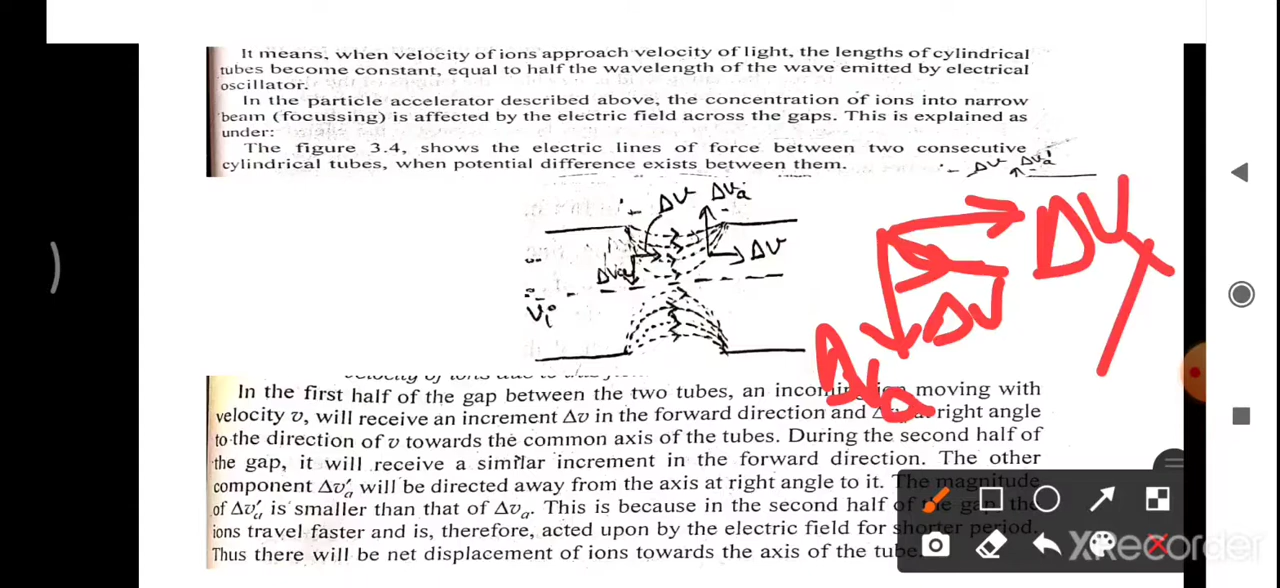 It means, when velocity of ions approach velocity of light, the lengths of cylindrical
tubes become constant, equal to half the wavelength of the wave emitted by electrical
oscillator.
In the particle accelerator described above, the concentration of ions into narrow
beam (focussing) is affected by the electric field across the gaps. This is explained as
under:
The figure 3.4, shows the electric lines of force between two consecutive
cylindrical tubes, when potential difference exists between them.
ΔV Δv'a
ΔV Δv'a
ΔV
Δva
vi
ΔV
ΔV
Δva
In the first half of the gap between the two tubes, an incoming ion moving with
velocity v, will receive an increment Δv in the forward direction and at right angle
to the direction of v towards the common axis of the tubes. During the second half of
the gap, it will receive a similar increment in the forward direction. The other
component Δv'a will be directed away from the axis at right angle to it. The magnitude
of Δv'a is smaller than that of Δva. This is because in the second half of the gap the
ions travel faster and is, therefore, acted upon by the electric field for shorter period.
Thus there will be net displacement of ions towards the axis of the tube
XRecorder